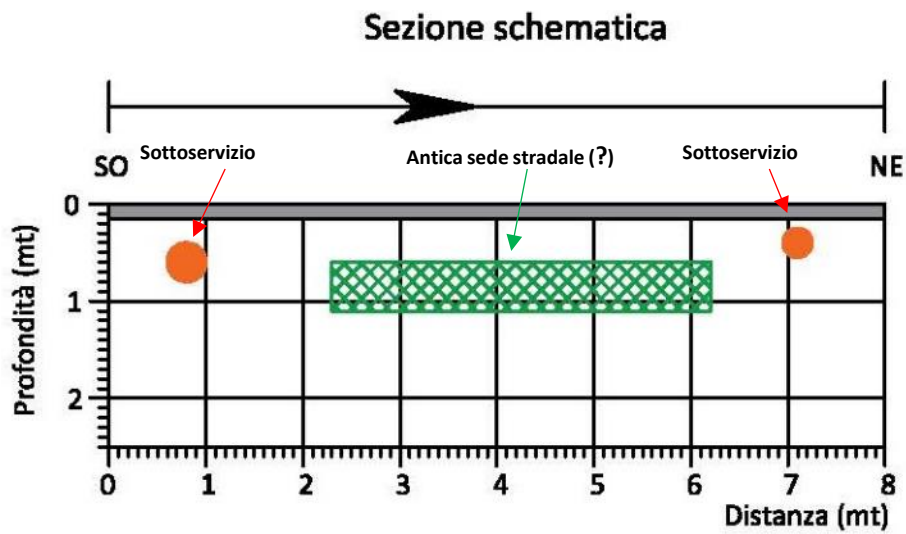 Sezione schematica
Sottoservizio
Antica sede stradale (?)
Sottoservizio
SO
NE
0
1
2
Profondità (mt)
0 1 2 3 4 5 6 7 8
Distanza (mt)